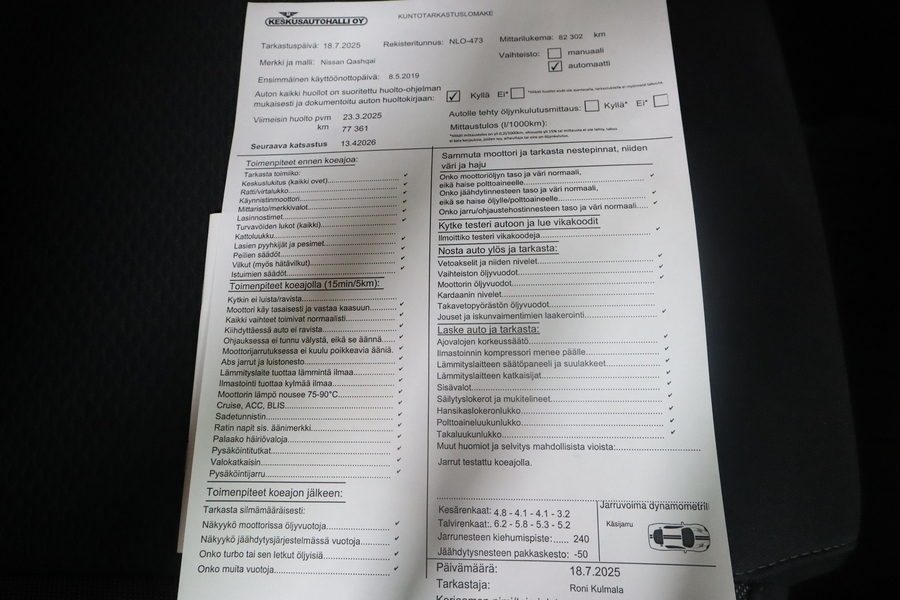 KESKUSAUTOHALLI OY
KUNTOTARKASTUSLOMAKE
Tarkastuspäivä: 18.7.2025
Rekisteritunnus: NLO-473
Mittarilukema: 82 302 km
Merkki ja malli: Nissan Qashqai
Vaihteisto: manuaali
automaatti
Ensimmäinen käyttöönottopäivä: 8.5.2019
Auton kaikki huollot on suoritettu huolto-ohjelman
mukaisesti ja dokumentoitu auton huoltokirjaan:
Kyllä Ei*
Autolle tehty öljynkulutusmittaus: Kyllä* Ei*
Viimeisin huolto pvm 23.3.2025
km 77 361
Mittaustulos (l/1000km):
Seuraava katsastus 13.42026
Toimenpiteet ennen koeajoa:
Tarkasta toimiiko:
Keskuslukitus (kaikki ovet)
Ratti/virtalukko
Käynnistinmoottori
Mittaristo/merkkivalot
Lasinnostimet
Turvavöiden lukot (kaikki)
Kattoluukku
Lasien pyyhkijät ja pesimet
Peilien säädöt
Vilkut (myös hätävilkut)
Istuimien säädöt
Toimenpiteet koeajolla (15min/5km):
Kytkin ei luista/ravista
Moottori käy tasaisesti ja vastaa kaasuun
Kaikki vaihteet toimivat normaalisti
Kiihdyttäessä auto ei ravista
Ohjauksessa ei tunnu välystä, eikä se äännä
Moottorijarrutuksessa ei kuulu poikkeavia ääniä.
Abs jarrut ja luistonesto
Lämmityslaite tuottaa lämmintä ilmaa
Ilmastointi tuottaa kylmää ilmaa
Moottorin lämpö nousee 75-90°C
Cruise, ACC, BLIS
Sadetunnistin
Ratin napit sis. äänimerkki
Palaako häiriövaloja
Pysäköintitutkat
Valokatkaisin
Pysäköintijarru
Toimenpiteet koeajon jälkeen:
Tarkasta silmämääräisesti:
Näkyykö moottorissa öljyvuotoja
Näkyykö jäähdytysjärjestelmässä vuotoja
Onko turbo tai sen letkut öljyisiä
Onko muita vuotoja
Sammuta moottori ja tarkasta nestepinnat, niiden
väri ja haju
Onko moottoriöljyn taso ja väri normaali,
eikä haise polttoaineelle
Onko jäähdytinnesteen taso ja väri normaali,
eikä se haise öljylle/polttoaineelle
Onko jarru/ohjaustehostinnesteen taso ja väri normaali
Kytke testeri autoon ja lue vikakoodit
Ilmoittiko testeri vikakoodeja
Nosta auto ylös ja tarkasta:
Vetoakselit ja niiden nivelet
Vaihteiston öljyvuodot
Moottorin öljyvuodot
Kardaanin nivelet
Takavetopyörästön öljyvuodot
Jouset ja iskunvaimentimien laakerointi
Laske auto ja tarkasta:
Ajovalojen korkeussäätö
Ilmastoinnin kompressori menee päälle
Lämmityslaitteen säätöpaneeli ja suulakkeet
Lämmityslaitteen katkaisijat
Sisävalot
Säilytyslokerot ja mukitelineet
Hansikaslokeronlukko
Polttoaineluukunlukko
Takaluukunlukko
Muut huomiot ja selvitys mahdollisista vioista:
Jarrut testattu koeajolla.
Kesärenkaat: 4.8 - 4.1 - 4.1 - 3.2
Talvirenkaat: 6.2 - 5.8 - 5.3 - 5.2
Jarrunesteen kiehumispiste: 240
Jäähdytysnesteen pakkaskesto: -50
Jarruvoima dynamometril
Käsijarru
Päivämäärä: 18.7.2025
Tarkastaja: Roni Kulmala